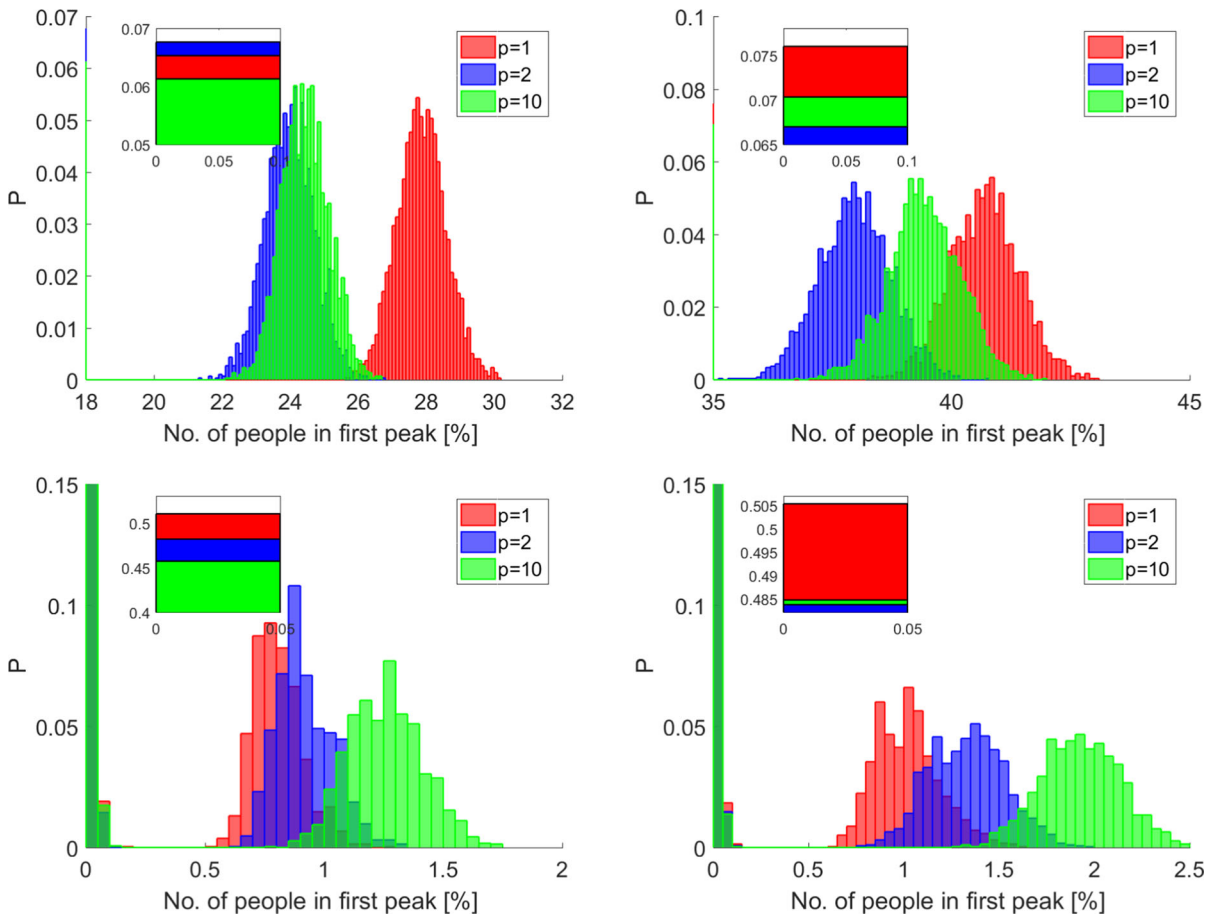 0.07
0.06
0.05
0.04
0.03
0.02
0.01
0
P
18 20 22 24 26 28 30 32
No. of people in first peak [%]
0.07
0.06
0.05
0 0.05
p=1
p=2
p=10
0.1
0.08
0.06
0.04
0.02
0
P
35 40 45
No. of people in first peak [%]
0.075
0.07
0.065
0 0.05 0.1
p=1
p=2
p=10
0.15
0.1
0.05
0
P
0 0.5 1 1.5 2
No. of people in first peak [%]
0.5
0.45
0.4
0 0.05
p=1
p=2
p=10
0.15
0.1
0.05
0
P
0 0.5 1 1.5 2 2.5
No. of people in first peak [%]
0.505
0.5
0.495
0.49
0.485
0 0.05
p=1
p=2
p=10